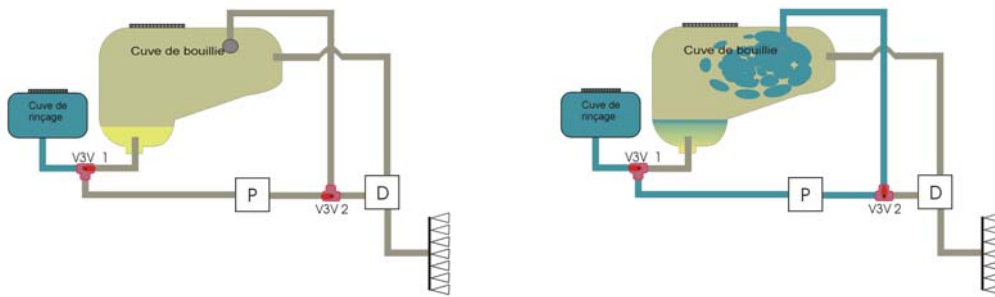 Cuve de bouillie
Cuve de
rinçage
V3V 1
P
V3V 2
D
Cuve de bouillie
Cuve de
rinçage
V3V 1
P
V3V 2
D